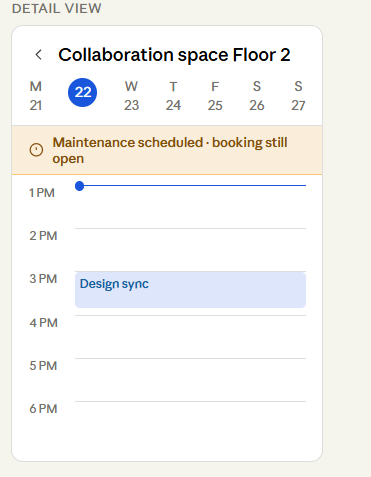 DETAIL VIEW
Collaboration space Floor 2
M 22 W T F S S
21 23 24 25 26 27
Maintenance scheduled · booking still
open
1 PM
2 PM
3 PM
Design sync
4 PM
5 PM
6 PM